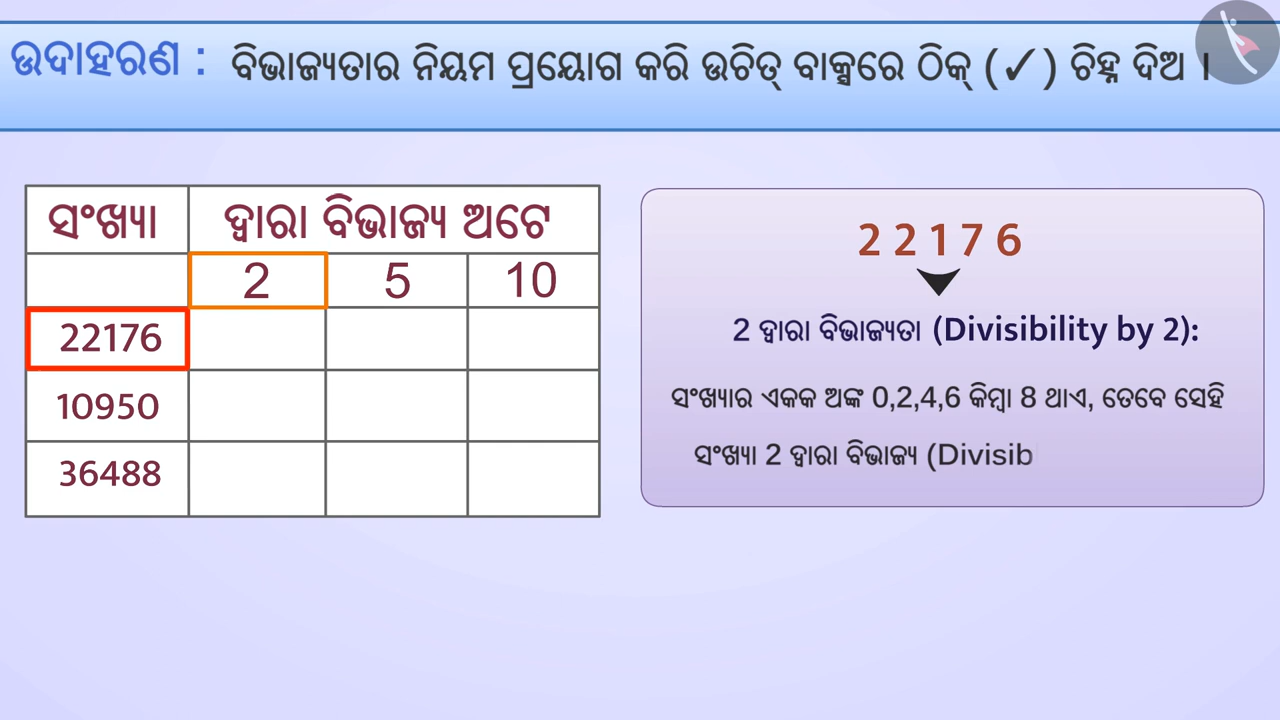 ଉଦାହରଣ : ବିଭାଜ୍ୟତାର ନିୟମ ପ୍ରୟୋଗ କରି ଉଚିତ୍ ବାକ୍ସରେ ଠିକ୍ (✓) ଚିହ୍ନ ଦିଅ ।
ସଂଖ୍ୟା ଦ୍ୱାରା ବିଭାଜ୍ୟ ଅଟେ
2 5 10
22176
10950
36488
2 2 1 7 6
2 ଦ୍ୱାରା ବିଭାଜ୍ୟତା (Divisibility by 2):
ସଂଖ୍ୟାର ଏକକ ଅଙ୍କ 0,2,4,6 କିମ୍ବା 8 ଥାଏ, ତେବେ ସେହି
ସଂଖ୍ୟା 2 ଦ୍ୱାରା ବିଭାଜ୍ୟ (Divisib